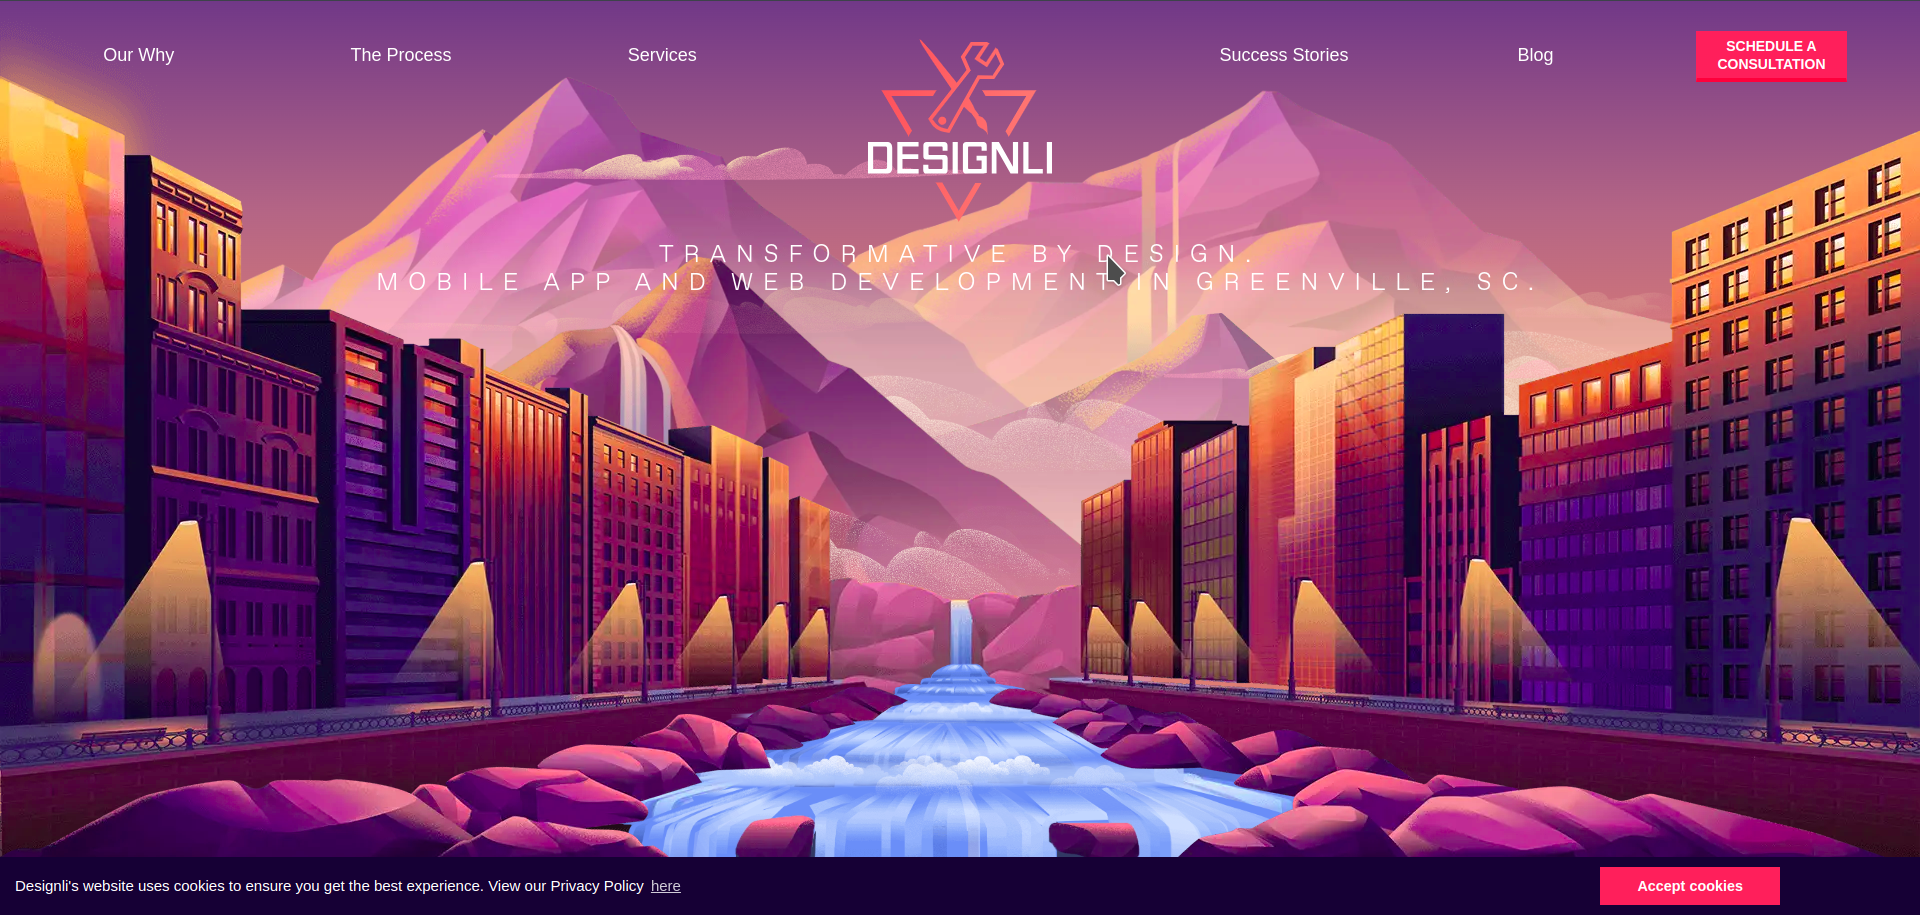 Our Why
The Process
Services
DESIGNLI
Success Stories
Blog
SCHEDULE A
CONSULTATION
TRANSFORMATIVE BY DESIGN.
MOBILE APP AND WEB DEVELOPMENT IN GREENVILLE, SC.
Designli's website uses cookies to ensure you get the best experience. View our Privacy Policy here
Accept cookies